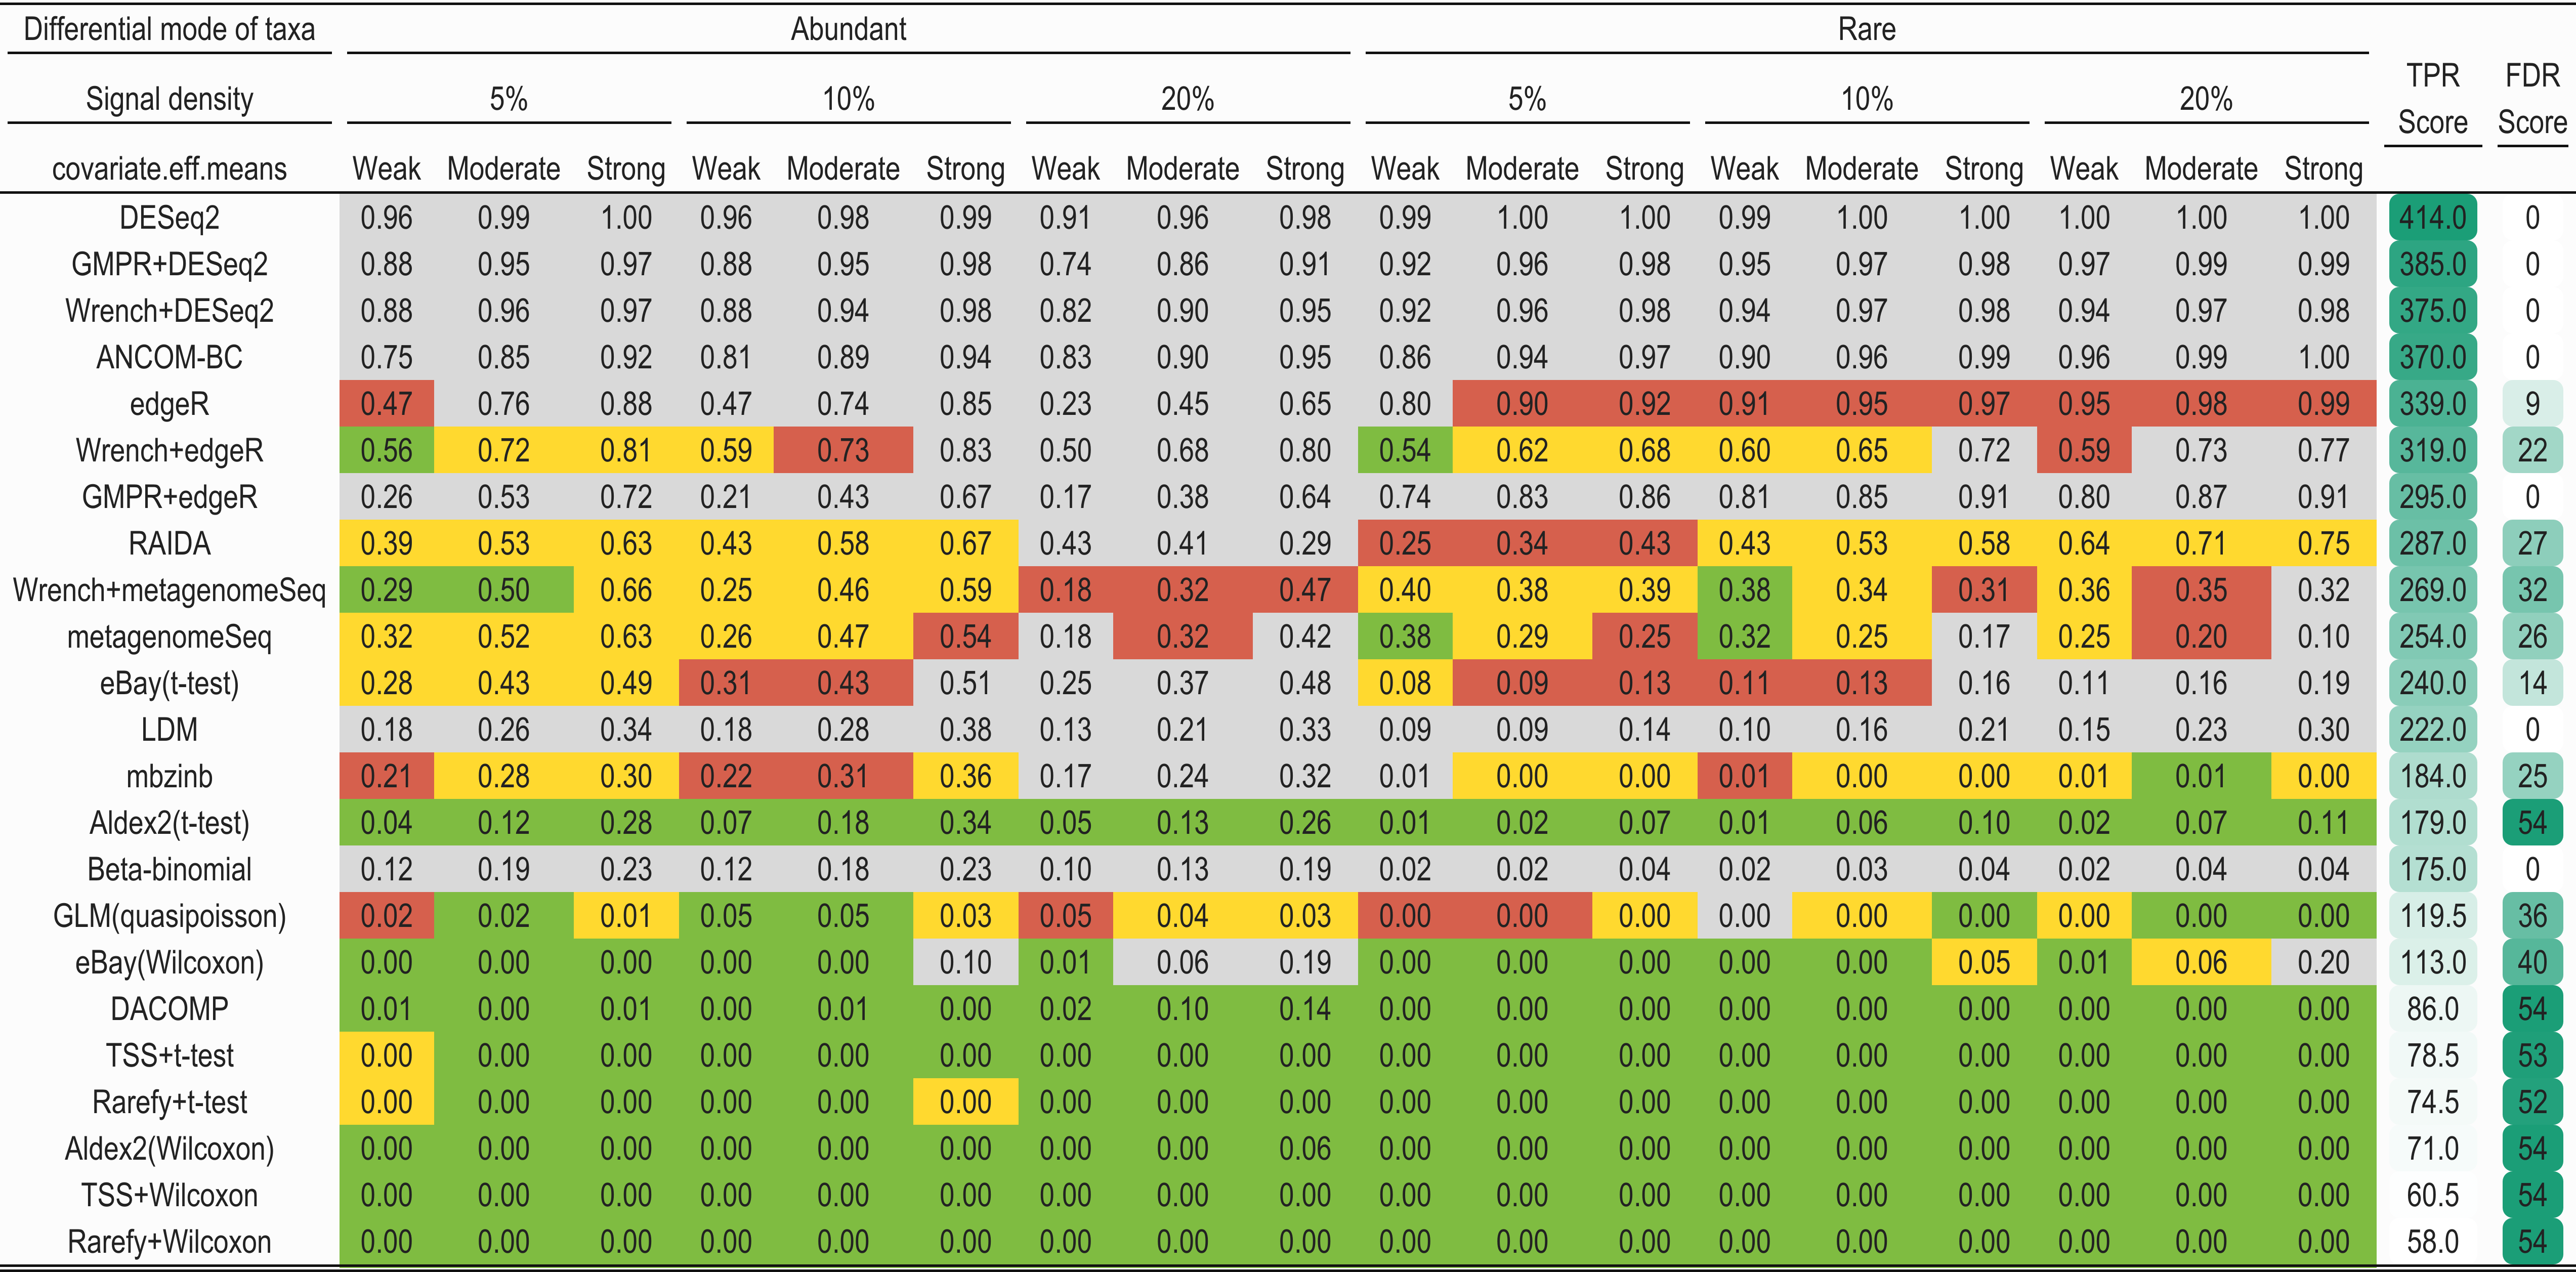 Differential mode of taxa Abundant Rare
Signal density 5% 10% 20% 5% 10% 20% TPR Score FDR Score
covariate.eff.means Weak Moderate Strong Weak Moderate Strong Weak Moderate Strong Weak Moderate Strong Weak Moderate Strong Weak Moderate Strong
DESeq2 0.96 0.99 1.00 0.96 0.98 0.99 0.91 0.96 0.98 0.99 1.00 1.00 0.99 1.00 1.00 1.00 1.00 1.00 414.0 0
GMPR+DESeq2 0.88 0.95 0.97 0.88 0.95 0.98 0.74 0.86 0.91 0.92 0.96 0.98 0.95 0.97 0.98 0.97 0.99 0.99 385.0 0
Wrench+DESeq2 0.88 0.96 0.97 0.88 0.94 0.98 0.82 0.90 0.95 0.92 0.96 0.98 0.94 0.97 0.98 0.94 0.97 0.98 375.0 0
ANCOM-BC 0.75 0.85 0.92 0.81 0.89 0.94 0.83 0.90 0.95 0.86 0.94 0.97 0.90 0.96 0.99 0.96 0.99 1.00 370.0 0
edgeR 0.47 0.76 0.88 0.47 0.74 0.85 0.23 0.45 0.65 0.80 0.90 0.92 0.91 0.95 0.97 0.95 0.98 0.99 339.0 9
Wrench+edgeR 0.56 0.72 0.81 0.59 0.73 0.83 0.50 0.68 0.80 0.54 0.62 0.68 0.60 0.65 0.72 0.59 0.73 0.77 319.0 22
GMPR+edgeR 0.26 0.53 0.72 0.21 0.43 0.67 0.17 0.38 0.64 0.74 0.83 0.86 0.81 0.85 0.91 0.80 0.87 0.91 295.0 0
RAIDA 0.39 0.53 0.63 0.43 0.58 0.67 0.43 0.41 0.29 0.25 0.34 0.43 0.43 0.53 0.58 0.64 0.71 0.75 287.0 27
Wrench+metagenomeSeq 0.29 0.50 0.66 0.25 0.46 0.59 0.18 0.32 0.47 0.40 0.38 0.39 0.38 0.34 0.31 0.36 0.35 0.32 269.0 32
metagenomeSeq 0.32 0.52 0.63 0.26 0.47 0.54 0.18 0.32 0.42 0.38 0.29 0.25 0.32 0.25 0.17 0.25 0.20 0.10 254.0 26
eBay(t-test) 0.28 0.43 0.49 0.31 0.43 0.51 0.25 0.37 0.48 0.08 0.09 0.13 0.11 0.13 0.16 0.11 0.16 0.19 240.0 14
LDM 0.18 0.26 0.34 0.18 0.28 0.38 0.13 0.21 0.33 0.09 0.09 0.14 0.10 0.16 0.21 0.15 0.23 0.30 222.0 0
mbzinb 0.21 0.28 0.30 0.22 0.31 0.36 0.17 0.24 0.32 0.01 0.00 0.00 0.01 0.00 0.00 0.01 0.01 0.00 184.0 25
Aldex2(t-test) 0.04 0.12 0.28 0.07 0.18 0.34 0.05 0.13 0.26 0.01 0.02 0.07 0.01 0.06 0.10 0.02 0.07 0.11 179.0 54
Beta-binomial 0.12 0.19 0.23 0.12 0.18 0.23 0.10 0.13 0.19 0.02 0.02 0.04 0.02 0.03 0.04 0.02 0.04 0.04 175.0 0
GLM(quasipoisson) 0.02 0.02 0.01 0.05 0.05 0.03 0.05 0.04 0.03 0.00 0.00 0.00 0.00 0.00 0.00 0.00 0.00 0.00 119.5 36
eBay(Wilcoxon) 0.00 0.00 0.00 0.00 0.00 0.10 0.01 0.06 0.19 0.00 0.00 0.00 0.00 0.00 0.05 0.01 0.06 0.20 113.0 40
DACOMP 0.01 0.00 0.01 0.00 0.01 0.00 0.02 0.10 0.14 0.00 0.00 0.00 0.00 0.00 0.00 0.00 0.00 0.00 86.0 54
TSS+t-test 0.00 0.00 0.00 0.00 0.00 0.00 0.00 0.00 0.00 0.00 0.00 0.00 0.00 0.00 0.00 0.00 0.00 0.00 78.5 53
Rarefy+t-test 0.00 0.00 0.00 0.00 0.00 0.00 0.00 0.00 0.00 0.00 0.00 0.00 0.00 0.00 0.00 0.00 0.00 0.00 74.5 52
Aldex2(Wilcoxon) 0.00 0.00 0.00 0.00 0.00 0.00 0.00 0.00 0.06 0.00 0.00 0.00 0.00 0.00 0.00 0.00 0.00 0.00 71.0 54
TSS+Wilcoxon 0.00 0.00 0.00 0.00 0.00 0.00 0.00 0.00 0.00 0.00 0.00 0.00 0.00 0.00 0.00 0.00 0.00 0.00 60.5 54
Rarefy+Wilcoxon 0.00 0.00 0.00 0.00 0.00 0.00 0.00 0.00 0.00 0.00 0.00 0.00 0.00 0.00 0.00 0.00 0.00 0.00 58.0 54